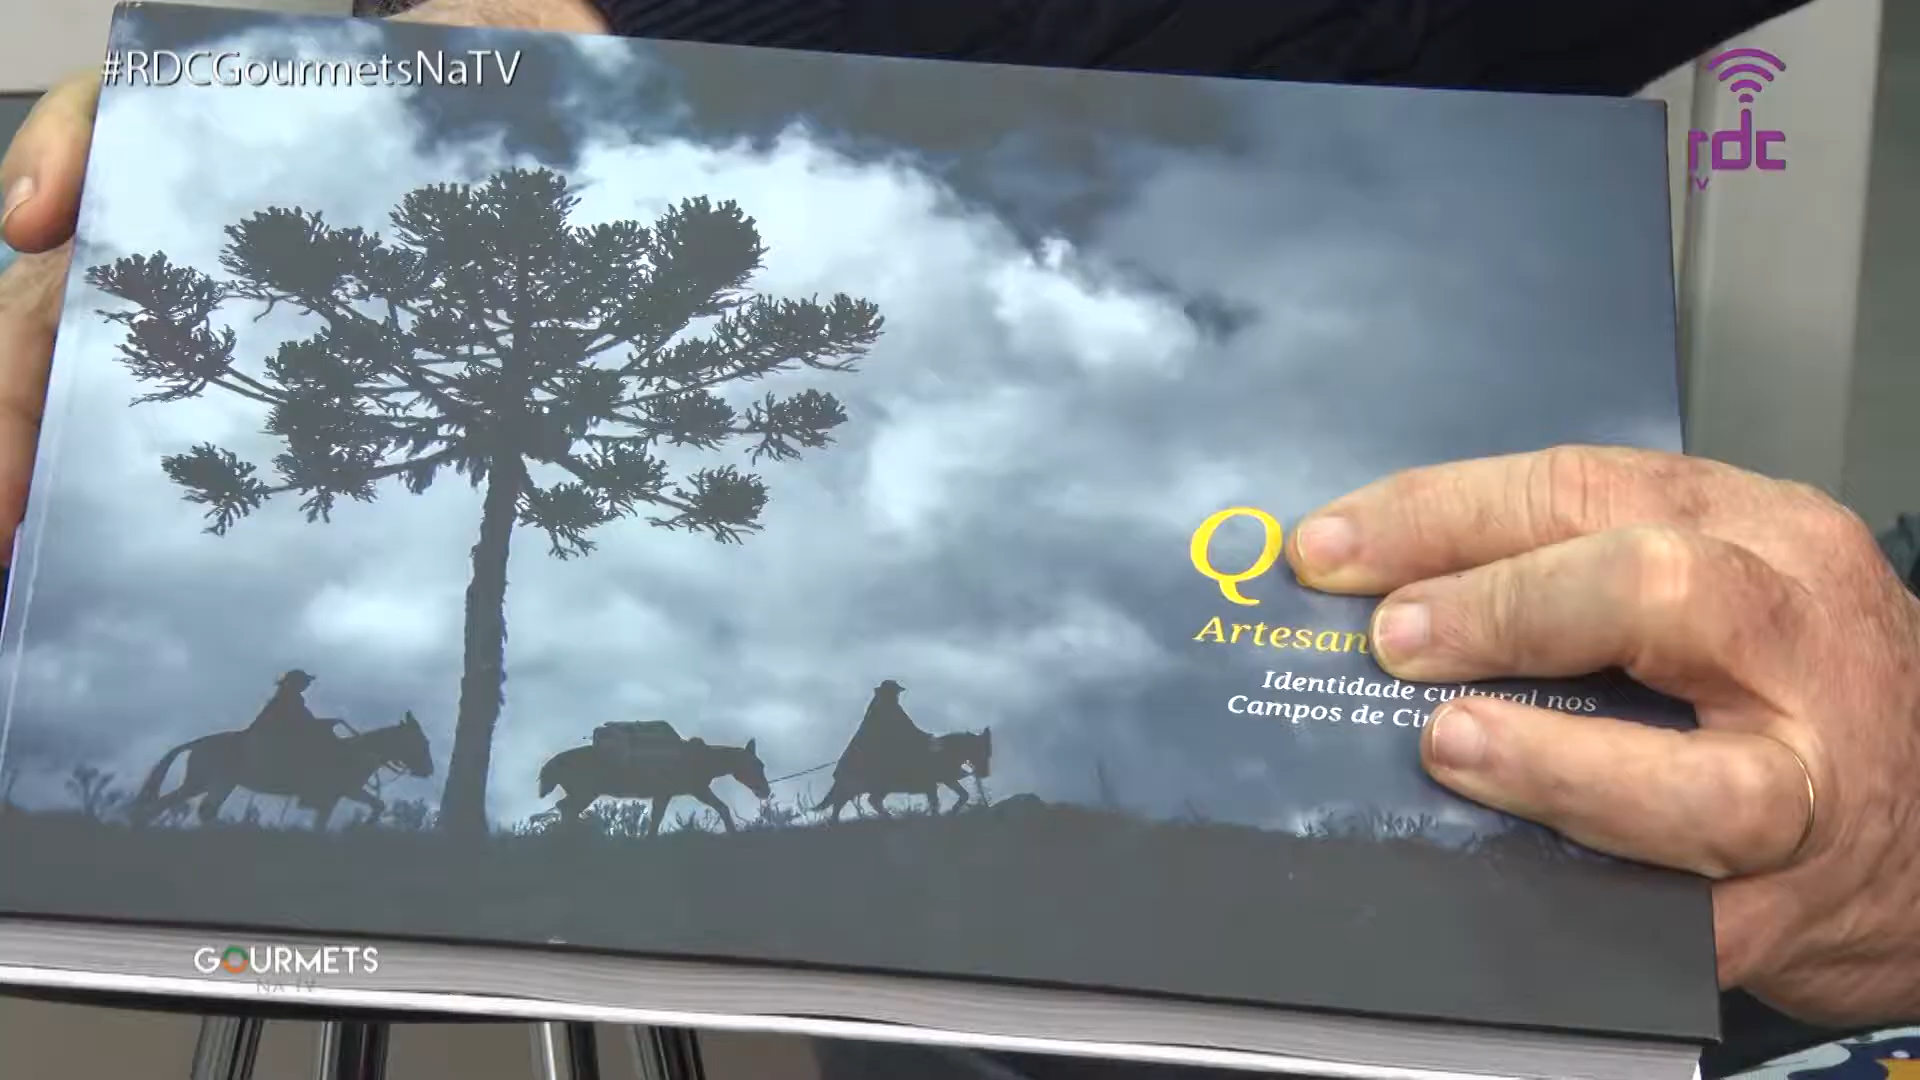 #RDCGourmetsNaTV
rdc
TV
Q
Artesan
Identidade cultural nos
Campos de Ci
GOURMETS
NA TV